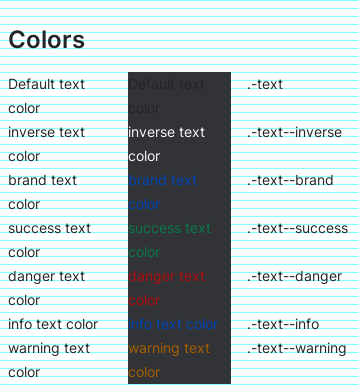 Colors
Default text Default text .-text
color color
inverse text inverse text .-text--inverse
color color
brand text brand text .-text--brand
color color
success text success text .-text--success
color color
danger text danger text .-text--danger
color color
info text color info text color .-text--info
warning text warning text .-text--warning
color color